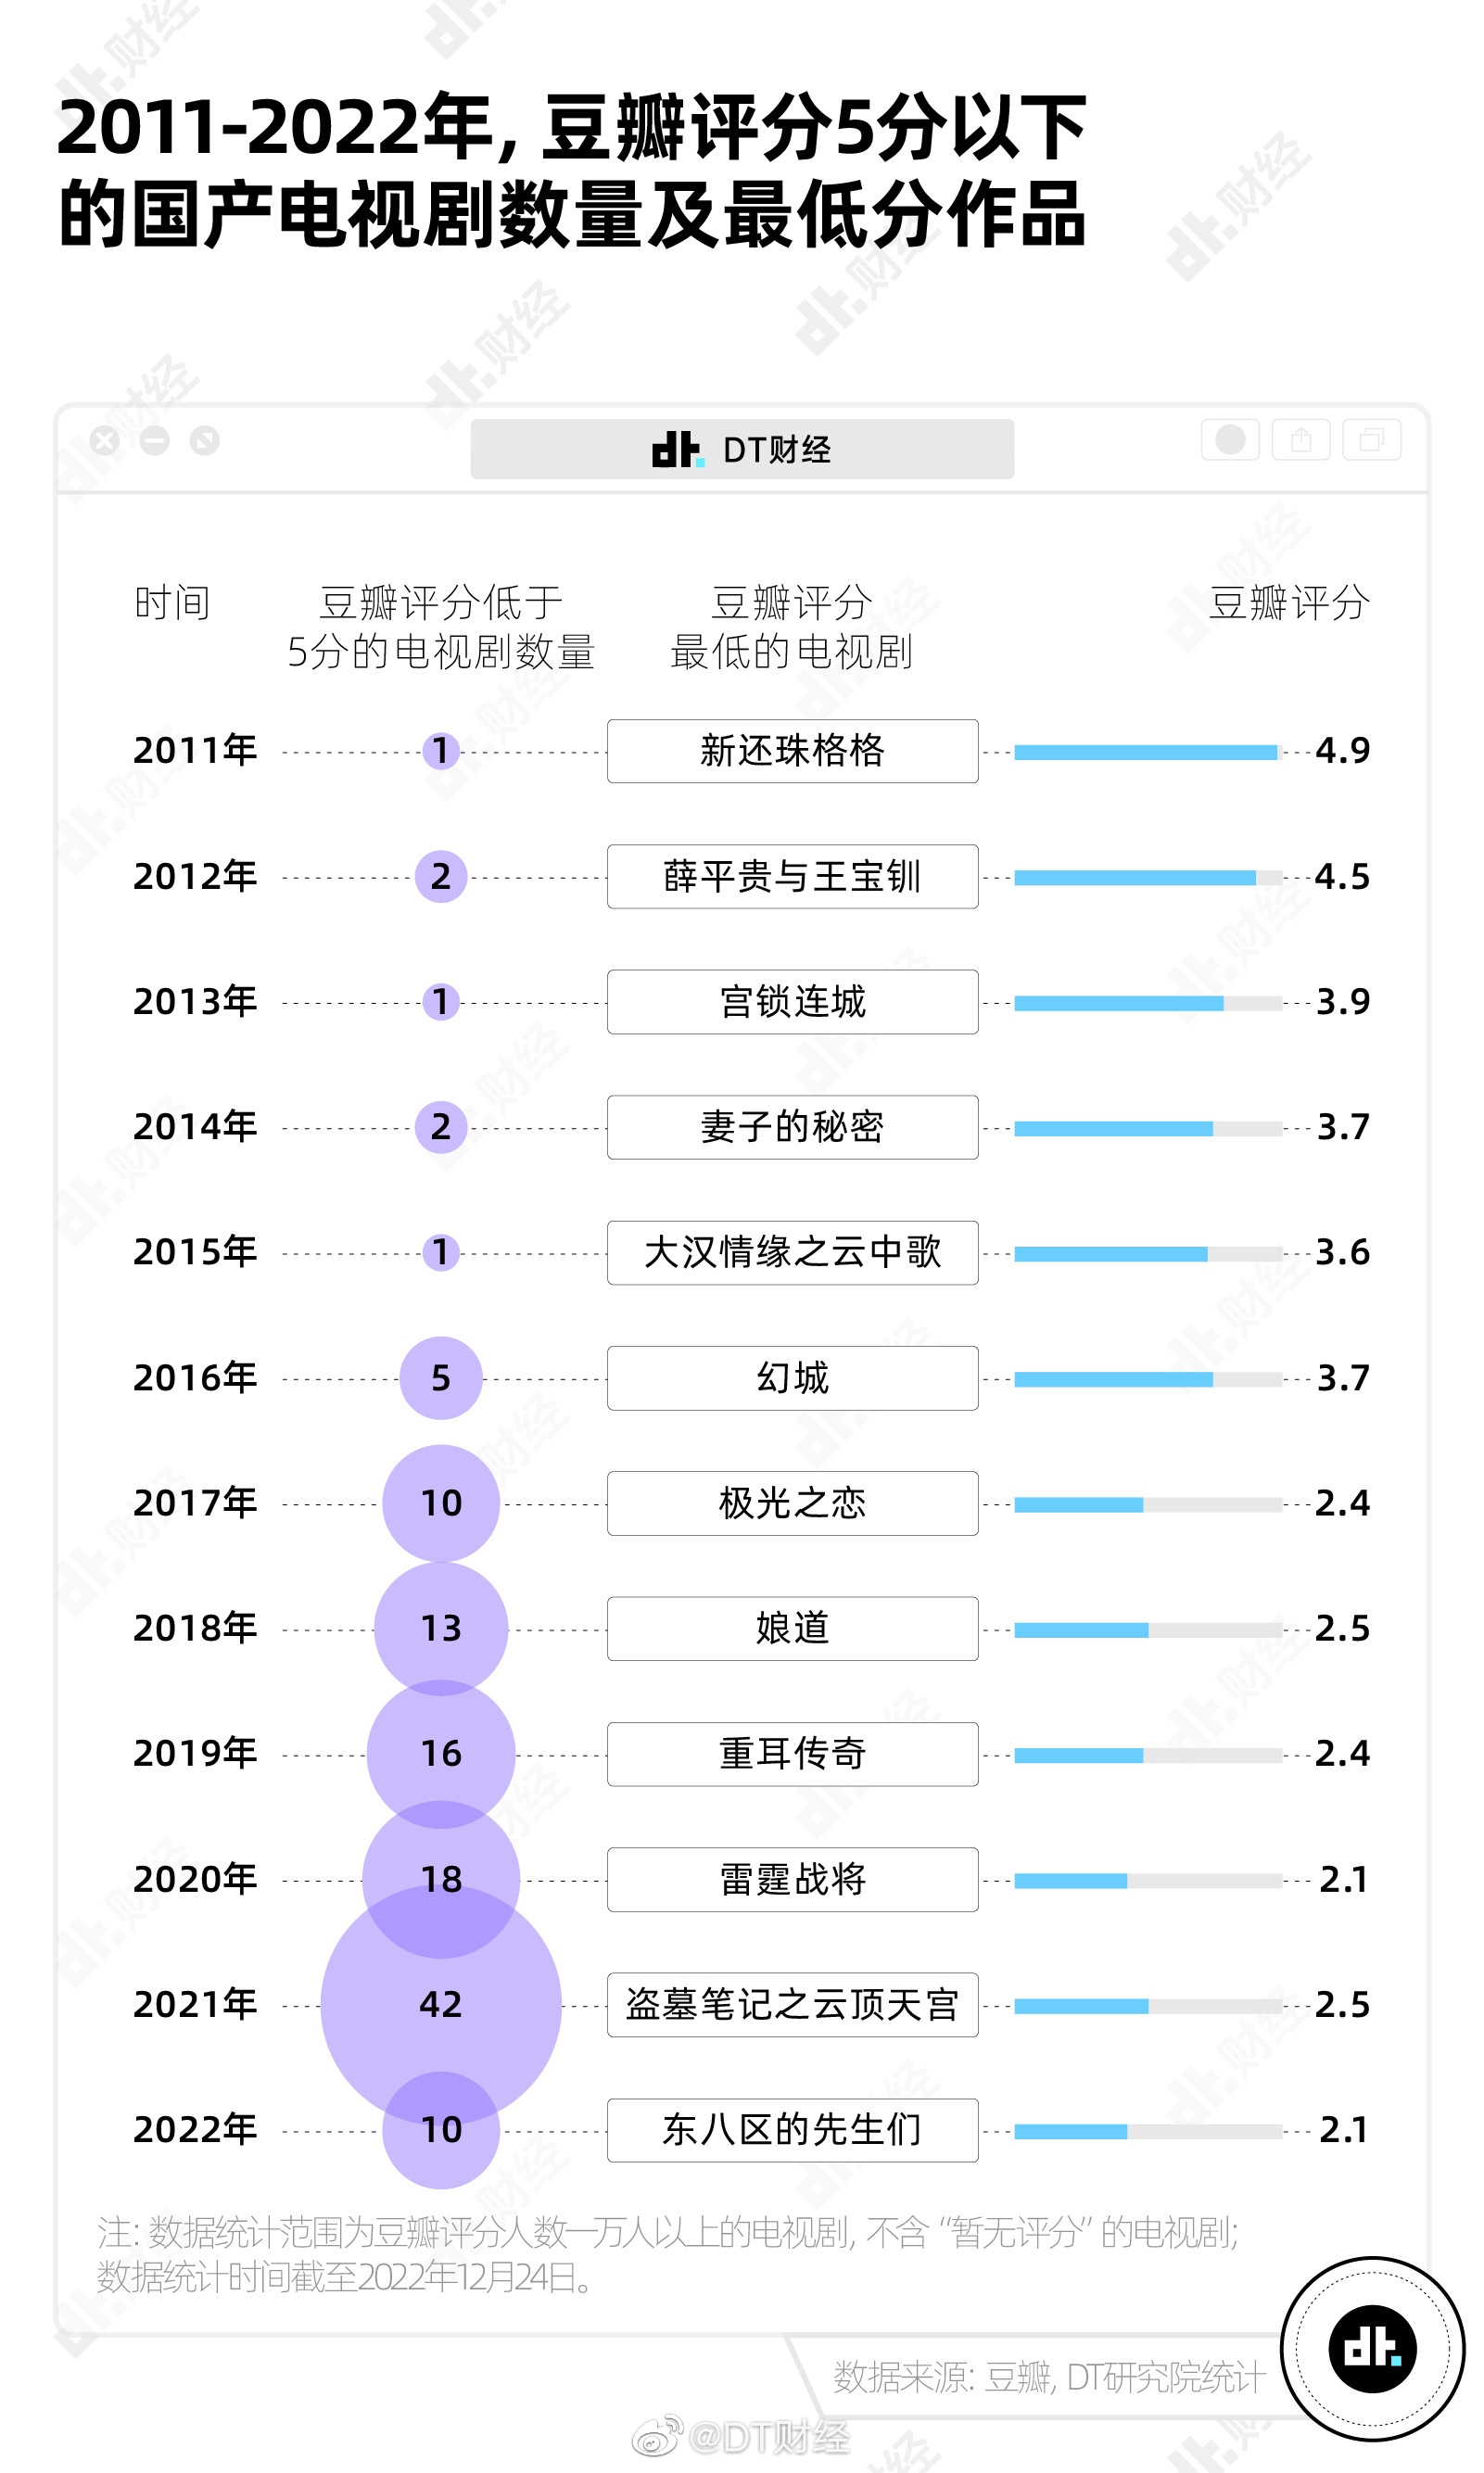 2011-2022年, 豆瓣评分5分以下
的国产电视剧数量及最低分作品
dt. DT财经
时间 豆瓣评分低于 豆瓣评分 豆瓣评分
5分的电视剧数量 最低的电视剧
2011年 1 新还珠格格 4.9
2012年 2 薛平贵与王宝钏 4.5
2013年 1 宫锁连城 3.9
2014年 2 妻子的秘密 3.7
2015年 1 大汉情缘之云中歌 3.6
2016年 5 幻城 3.7
2017年 10 极光之恋 2.4
2018年 13 娘道 2.5
2019年 16 重耳传奇 2.4
2020年 18 雷霆战将 2.1
2021年 42 盗墓笔记之云顶天宫 2.5
2022年 10 东八区的先生们 2.1
注: 数据统计范围为豆瓣评分人数一万人以上的电视剧, 不含“暂无评分”的电视剧;
数据统计时间截至2022年12月24日。
数据来源: 豆瓣, DT研究院统计
dt.
@DT财经